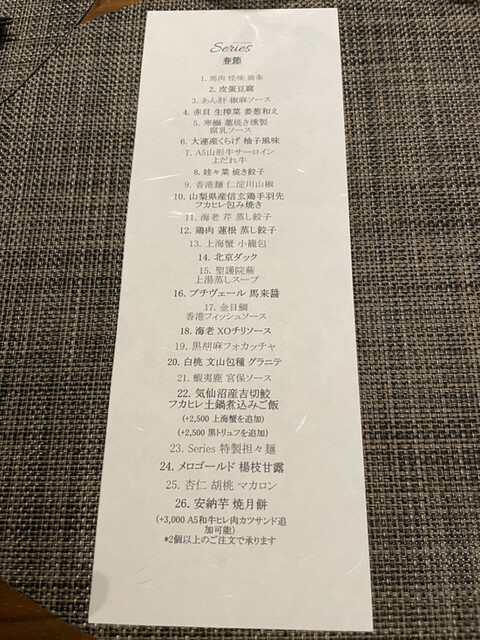 Series
春節
1. 馬肉 怪味 油条
2. 皮蛋豆腐
3. あん肝 椒麻ソース
4. 赤貝 生搾菜 姜葱和え
5. 寒鰤 藁焼き燻製
腐乳ソース
6. 大連産くらげ 柚子風味
7. A5山形牛サーロイン
よだれ牛
8. 娃々菜 焼き餃子
9. 香港麺 仁淀川山椒
10. 山梨県産信玄鶏手羽先
フカヒレ包み焼き
11. 海老 芹 蒸し餃子
12. 鶏肉 蓮根 蒸し餃子
13. 上海蟹 小籠包
14. 北京ダック
15. 聖護院蕪
上湯蒸しスープ
16. プチヴェール 馬来醤
17. 金目鯛
香港フィッシュソース
18. 海老 XOチリソース
19. 黒胡麻フォカッチャ
20. 白桃 文山包種 グラニテ
21. 蝦夷鹿 宮保ソース
22. 気仙沼産吉切鮫
フカヒレ土鍋煮込みご飯
(+2,500 上海蟹を追加)
(+2,500 黒トリュフを追加)
23. Series 特製担々麺
24. メロゴールド 楊枝甘露
25. 杏仁 胡桃 マカロン
26. 安納芋 焼月餅
(+3,000 A5和牛ヒレ肉カツサンド追
加可能)
*2個以上のご注文で承ります